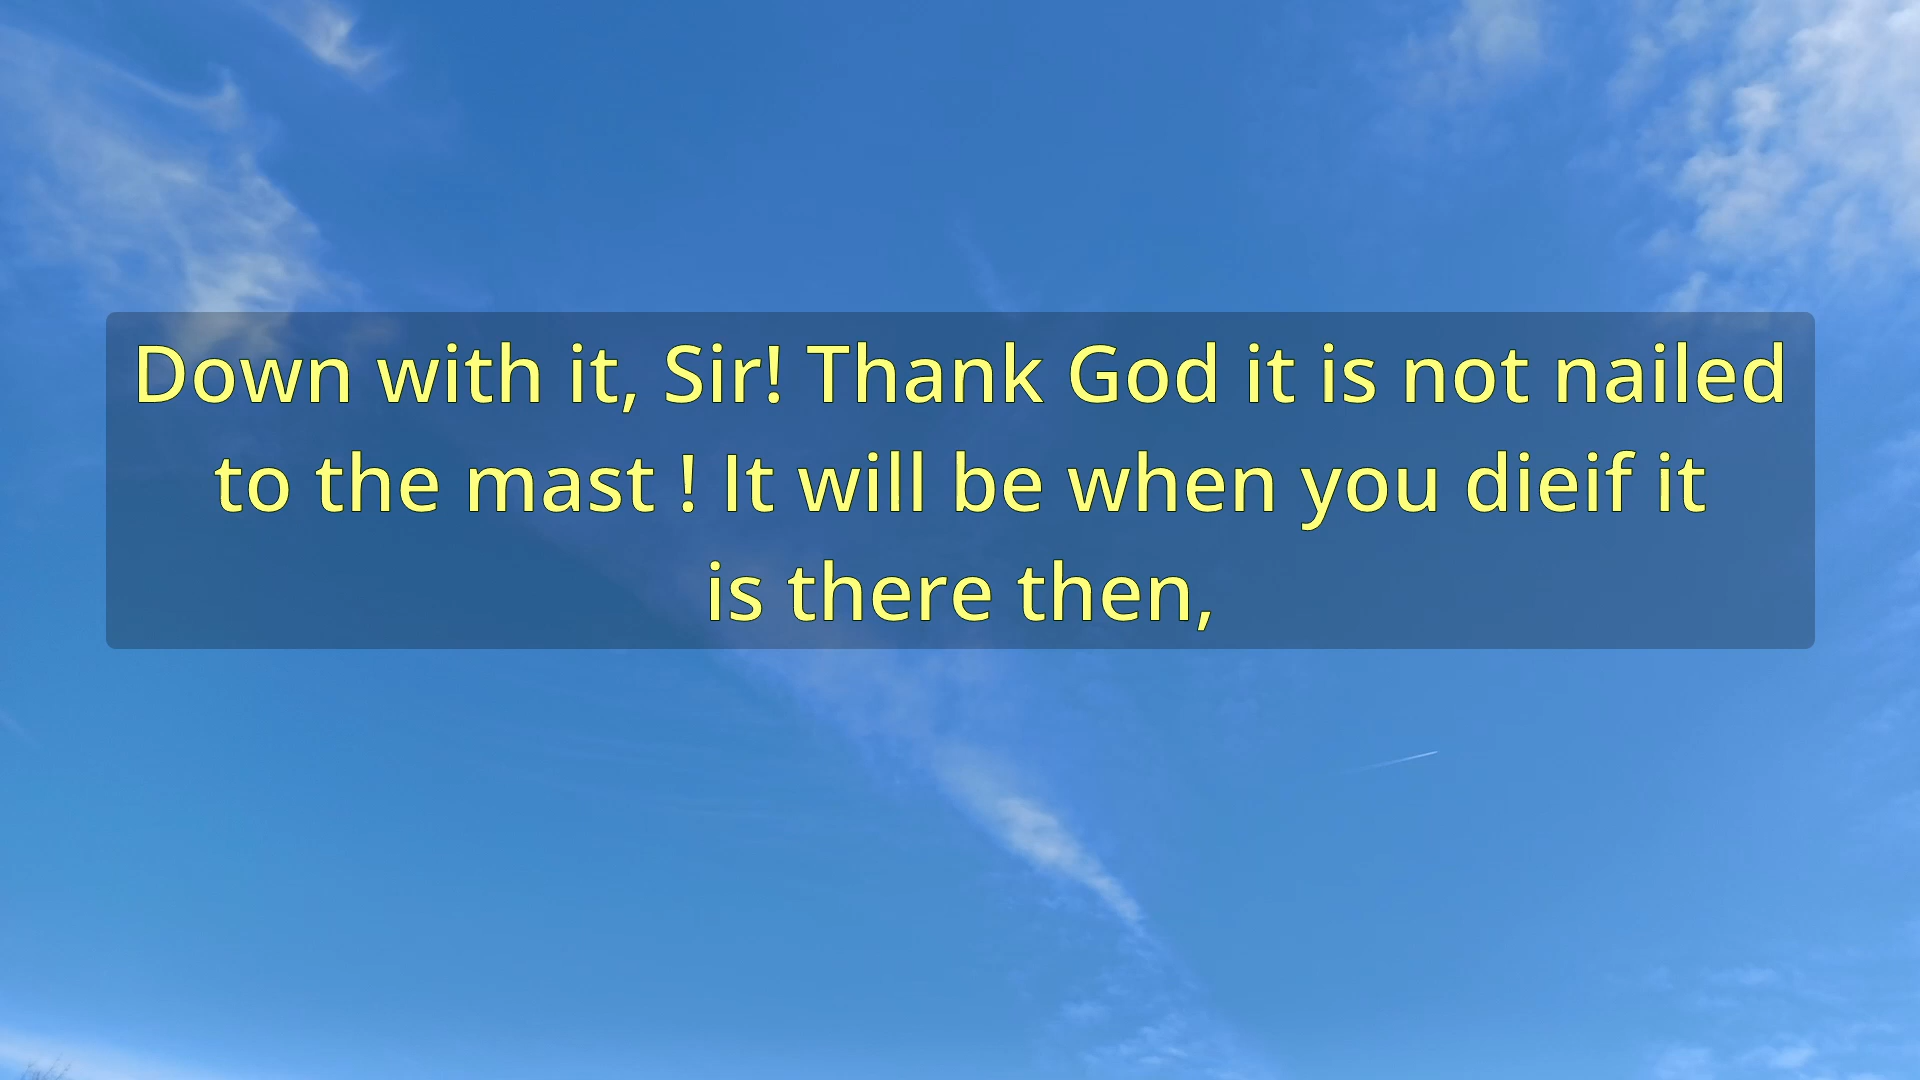 Down with it, Sir! Thank God it is not nailed
to the mast ! It will be when you dieif it
is there then,